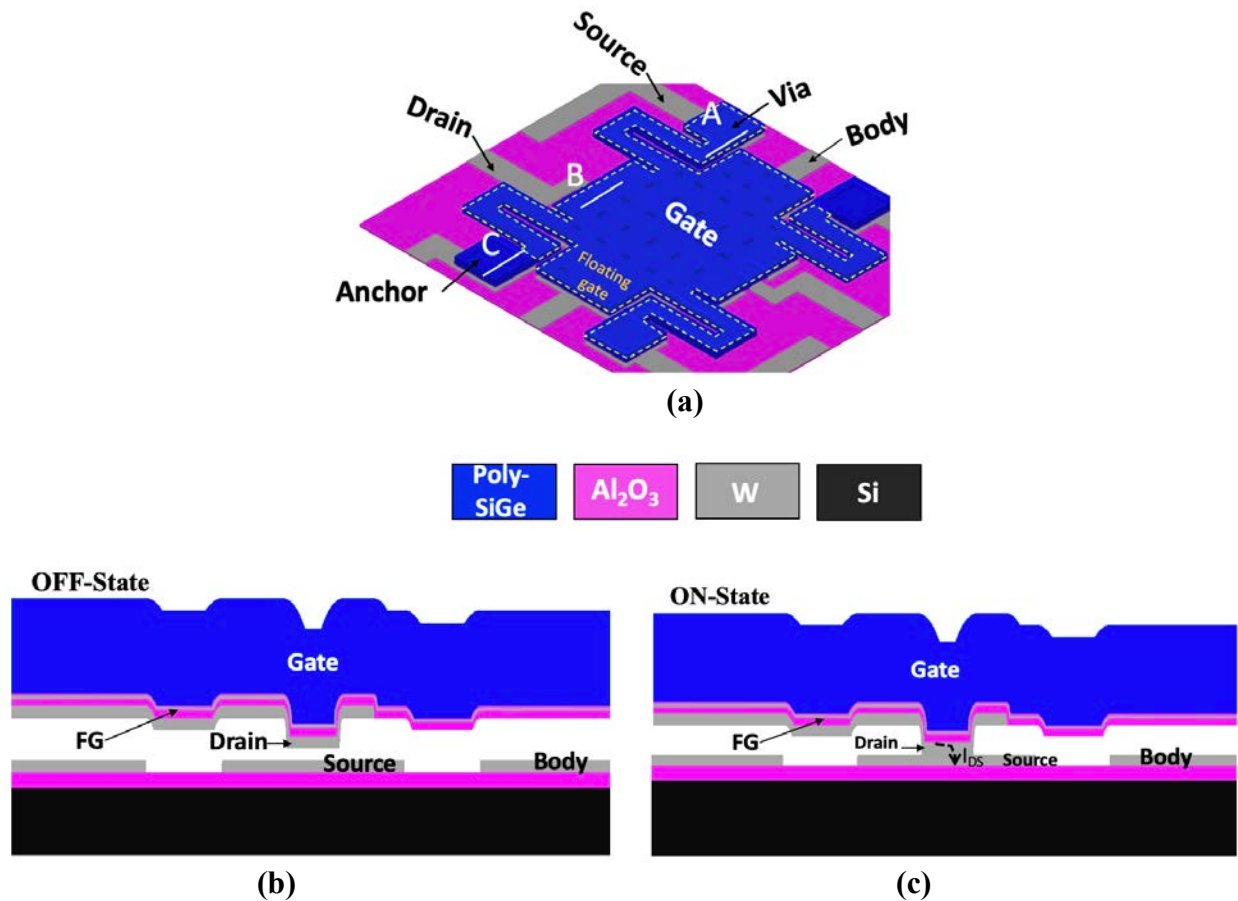 Source
A
Via
Drain
Body
B
Gate
C
Floating
gate
Anchor
(a)
Poly-
SiGe
Al₂O₃
W
Si
OFF-State
Gate
FG
Drain
Source
Body
(b)
ON-State
Gate
FG
Drain
I_DS
Source
Body
(c)